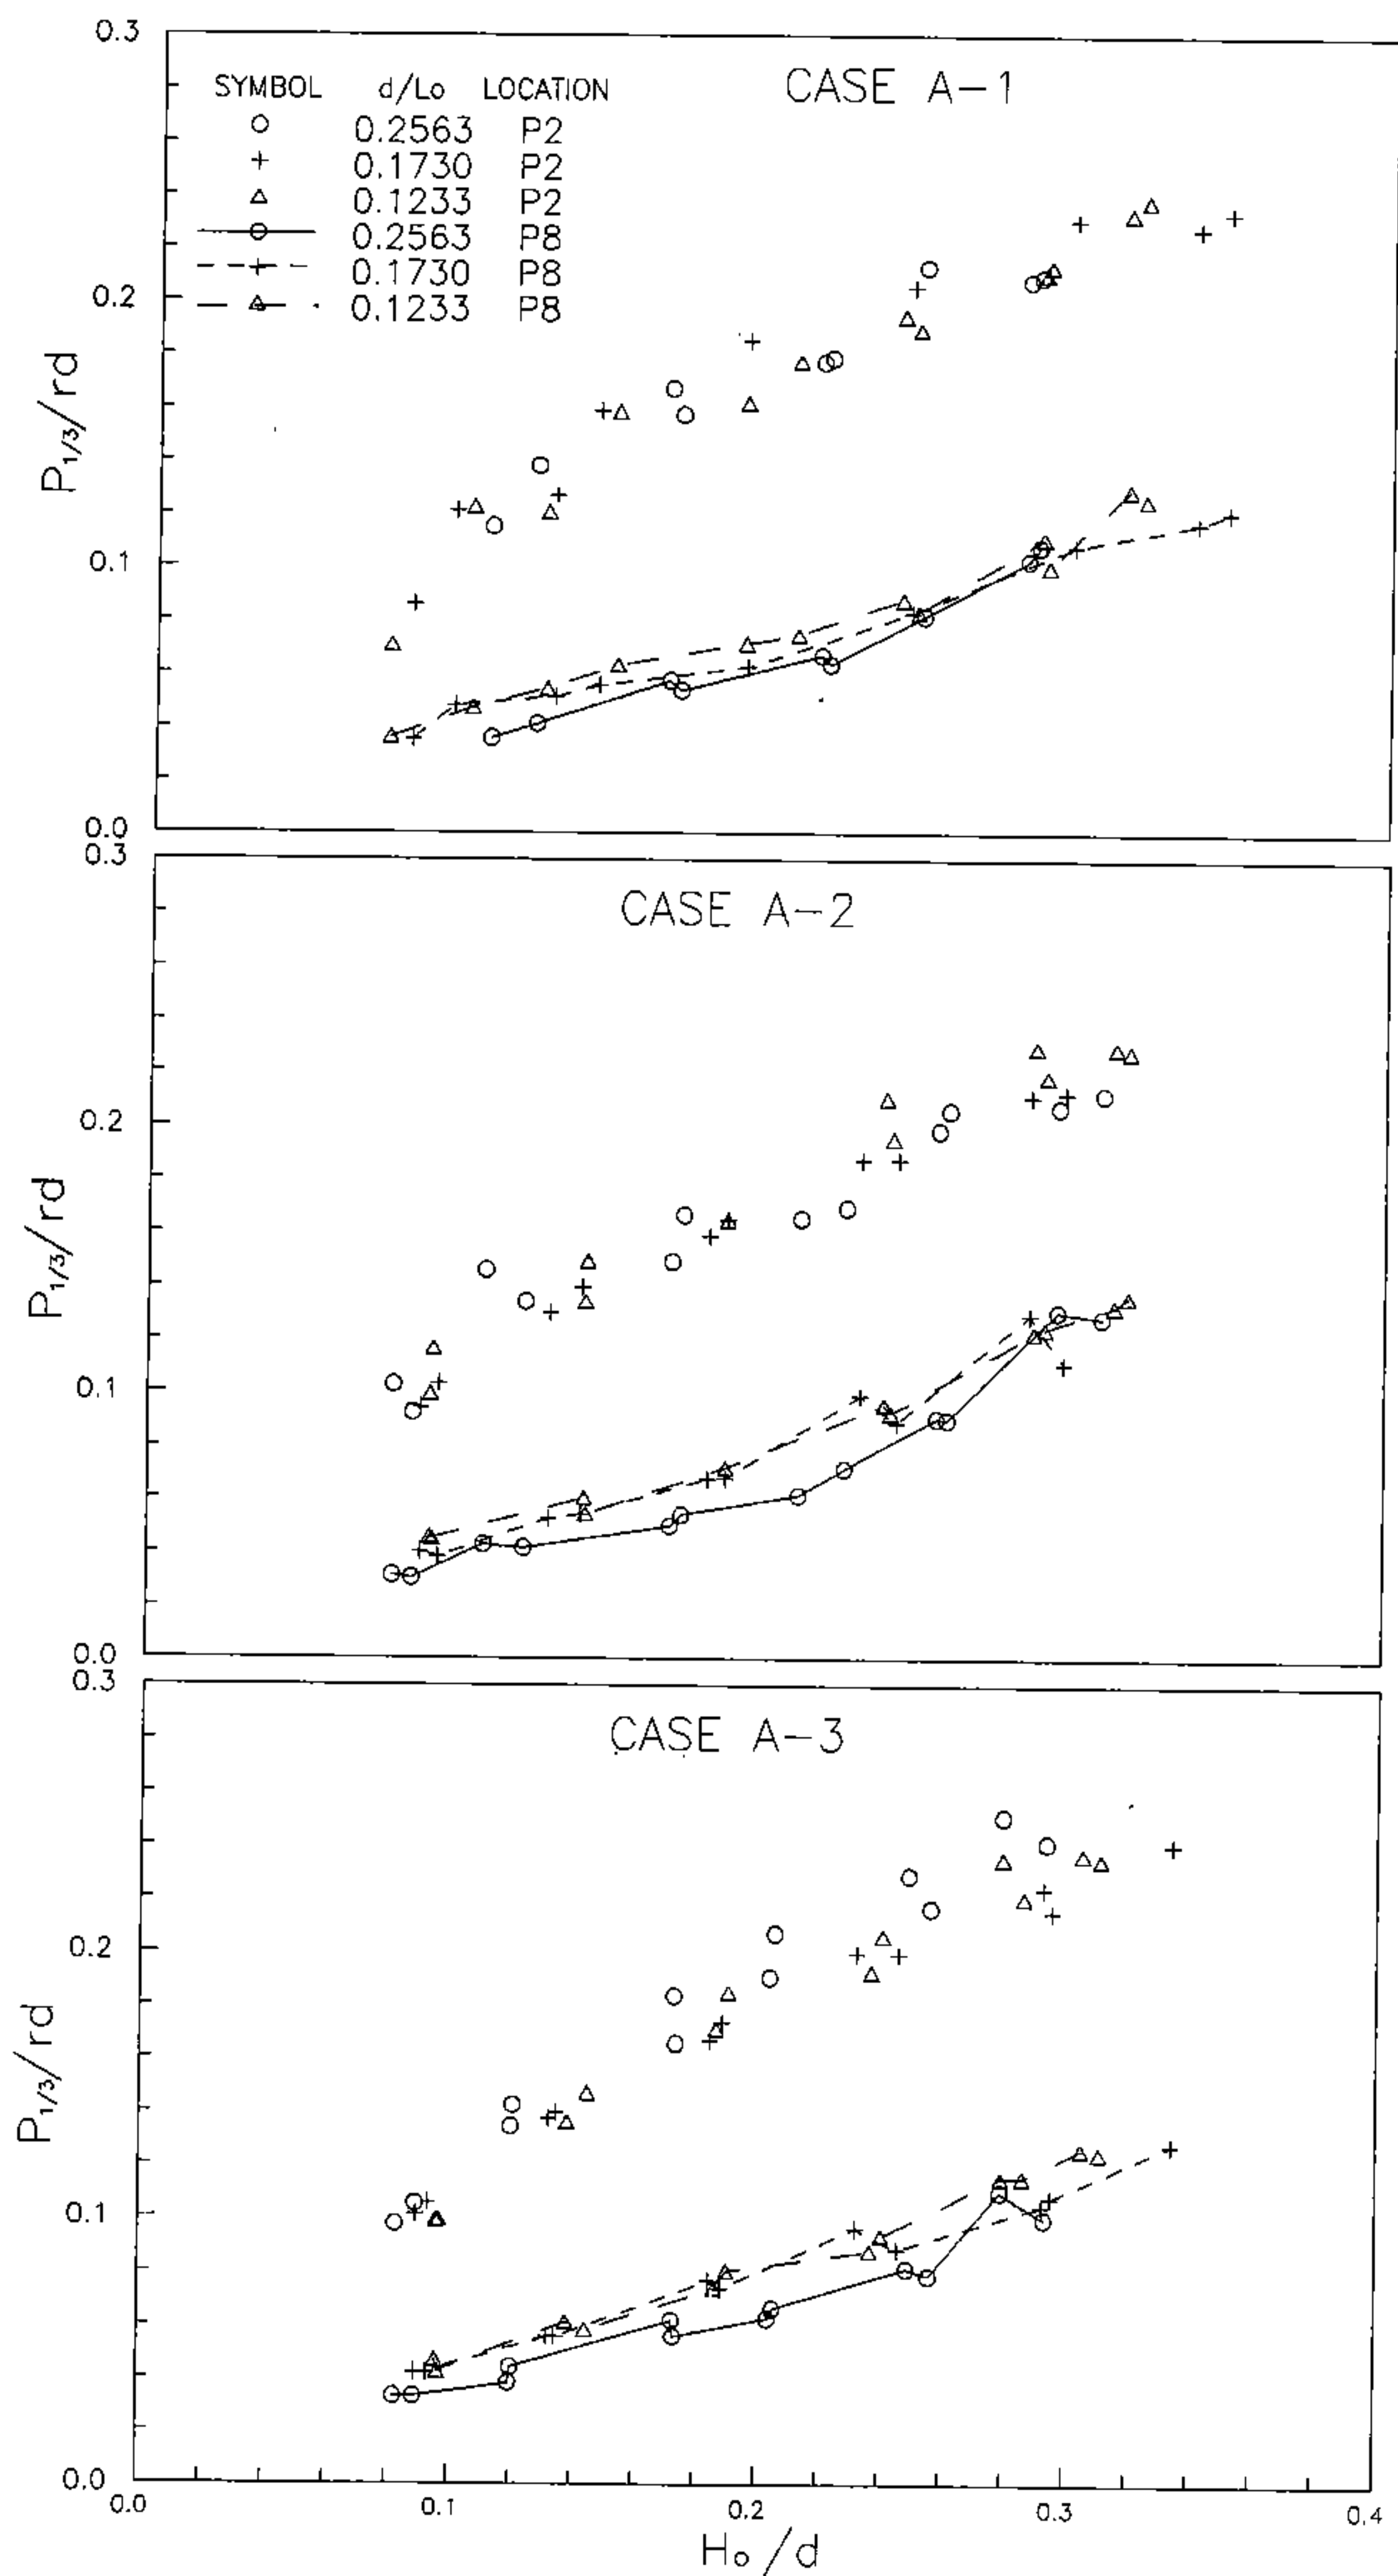 0.3
CASE A-1
SYMBOL d/Lo LOCATION
0.2563 P2
0.1730 P2
0.1233 P2
0.2563 P8
0.1730 P8
0.1233 P8
0.2
P1/3/rd
0.1
0.0
0.3
CASE A-2
0.2
P1/3/rd
0.1
0.0
0.3
CASE A-3
0.2
P1/3/rd
0.1
0.0
0.0 0.1 0.2 0.3 0.4
Ho/d